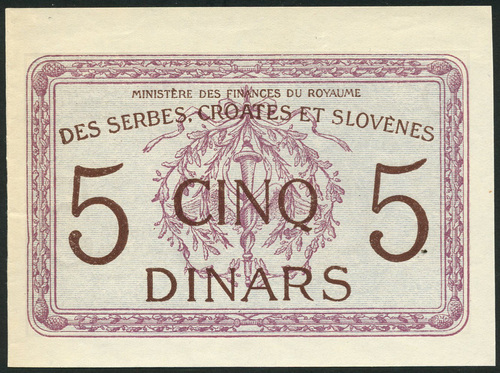 MINISTÈRE DES FINANCES DU ROYAUME
DES SERBES, CROATES ET SLOVÈNES
5 CINQ 5
DINARS